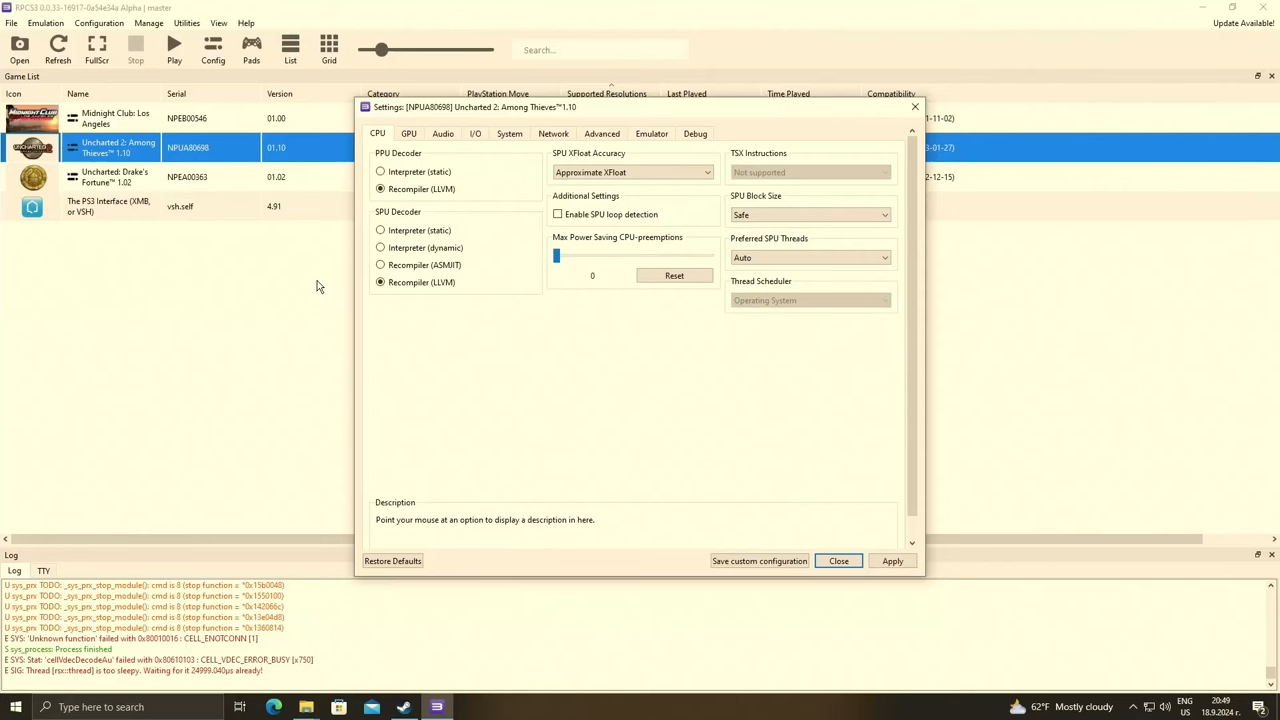 RPCS3 0.0.33-16917-0a54e34a Alpha | master
File Emulation Configuration Manage Utilities View Help
Update Available!
Open Refresh FullScr Stop Play Config Pads List Grid
Search...
Game List
Icon Name Serial Version Category PlayStation Move Supported Resolutions Last Played Time Played Compatibility
Midnight Club: Los
Angeles
PEEB00546 01.00
-11-02)
Uncharted 2: Among
Thieves™ 1.10
NPUA80698 01.10
3-01-27)
Uncharted: Drake's
Fortune™ 1.02
NPEA00363 01.02
2-12-15)
The PS3 Interface (XMB,
or VSH)
vsh.self 4.91
Settings: [NPUA80698] Uncharted 2: Among Thieves™1.10
CPU GPU Audio I/O System Network Advanced Emulator Debug
PPU Decoder
Interpreter (static)
Recompiler (LLVM)
SPU Decoder
Interpreter (static)
Interpreter (dynamic)
Recompiler (ASMJIT)
Recompiler (LLVM)
SPU XFloat Accuracy
Approximate XFloat
Additional Settings
Enable SPU loop detection
Max Power Saving CPU-preemptions
0 Reset
TSX Instructions
Not supported
SPU Block Size
Safe
Preferred SPU Threads
Auto
Thread Scheduler
Operating System
Description
Point your mouse at an option to display a description in here.
Restore Defaults Save custom configuration Close Apply
Log
Log TTY
U sys_prx TODO: _sys_prx_stop_module(): cmd is 8 (stop function = *0x15b0048)
U sys_prx TODO: _sys_prx_stop_module(): cmd is 8 (stop function = *0x1550100)
U sys_prx TODO: _sys_prx_stop_module(): cmd is 8 (stop function = *0x142066c)
U sys_prx TODO: _sys_prx_stop_module(): cmd is 8 (stop function = *0x13e04d8)
U sys_prx TODO: _sys_prx_stop_module(): cmd is 8 (stop function = *0x1360814)
E SYS: 'Unknown function' failed with 0x80010016 : CELL_ENOTCONN [1]
S sys_process: Process finished
E SYS: Stat: 'cellVdecDecodeAu' failed with 0x80610103 : CELL_VDEC_ERROR_BUSY [x750]
E SIG: Thread [rsx::thread] is too sleepy. Waiting for it 24999.040µs already!
Type here to search
62°F Mostly cloudy
ENG
US
20:49
18.9.2024 г.